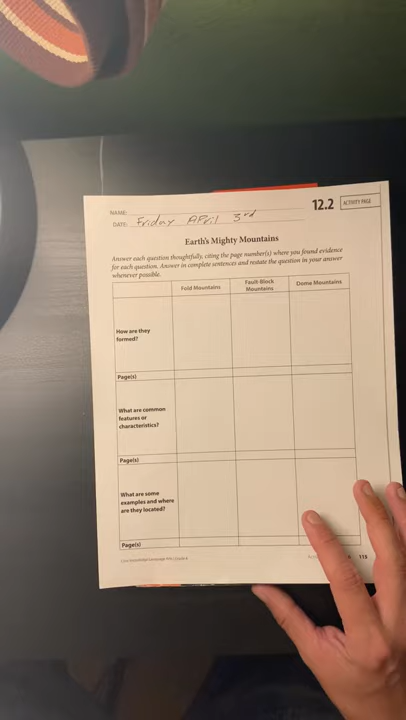 NAME:
12.2 ACTIVITY PAGE
DATE: Friday April 3rd
Earth's Mighty Mountains
Answer each question thoughtfully, citing the page number(s) where you found evidence
for each question. Answer in complete sentences and restate the question in your answer
whenever possible.
Fold Mountains
Fault-Block
Mountains
Dome Mountains
How are they
formed?
Page(s)
What are common
features or
characteristics?
Page(s)
What are some
examples and where
are they located?
Page(s)
115